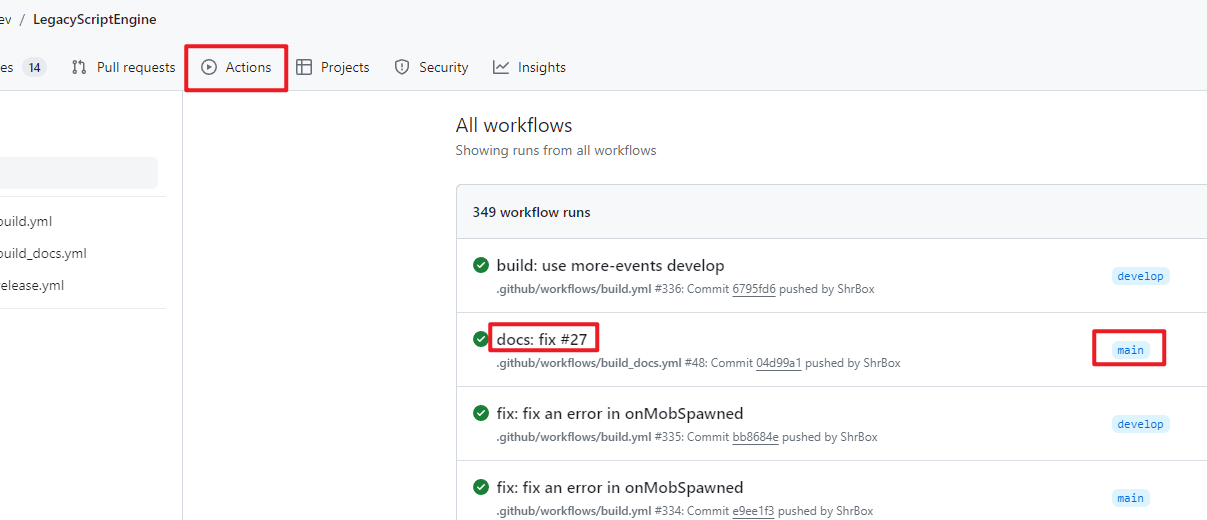 ev / LegacyScriptEngine
es 14 Pull requests Actions Projects Security Insights
All workflows
Showing runs from all workflows
349 workflow runs
build.yml
build_docs.yml
release.yml
build: use more-events develop
.github/workflows/build.yml #336: Commit 6795fd6 pushed by ShrBox
develop
docs: fix #27
.github/workflows/build_docs.yml #48: Commit 04d99a1 pushed by ShrBox
main
fix: fix an error in onMobSpawned
.github/workflows/build.yml #335: Commit bb8684e pushed by ShrBox
develop
fix: fix an error in onMobSpawned
.github/workflows/build.yml #334: Commit e9ee1f3 pushed by ShrBox
main